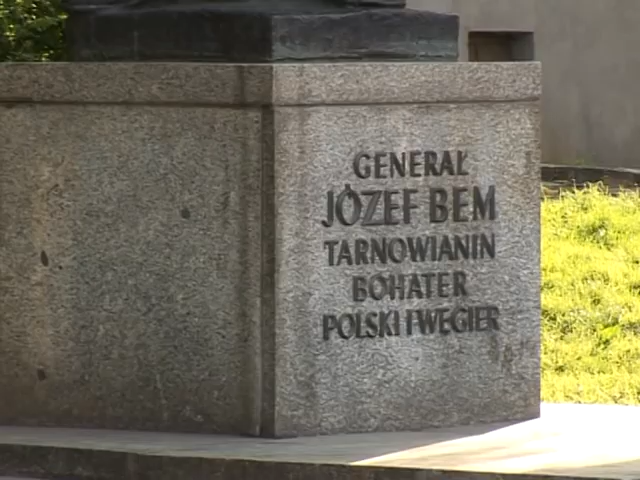 GENERAŁ
JÓZEF BEM
TARNOWIANIN
BOHATER
POLSKI I WĘGIER